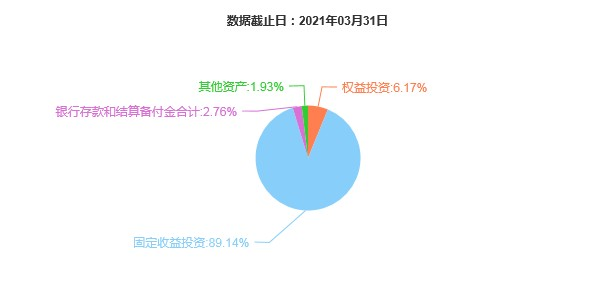 数据截止日：2021年03月31日
其他资产:1.93%
权益投资:6.17%
银行存款和结算备付金合计:2.76%
固定收益投资:89.14%